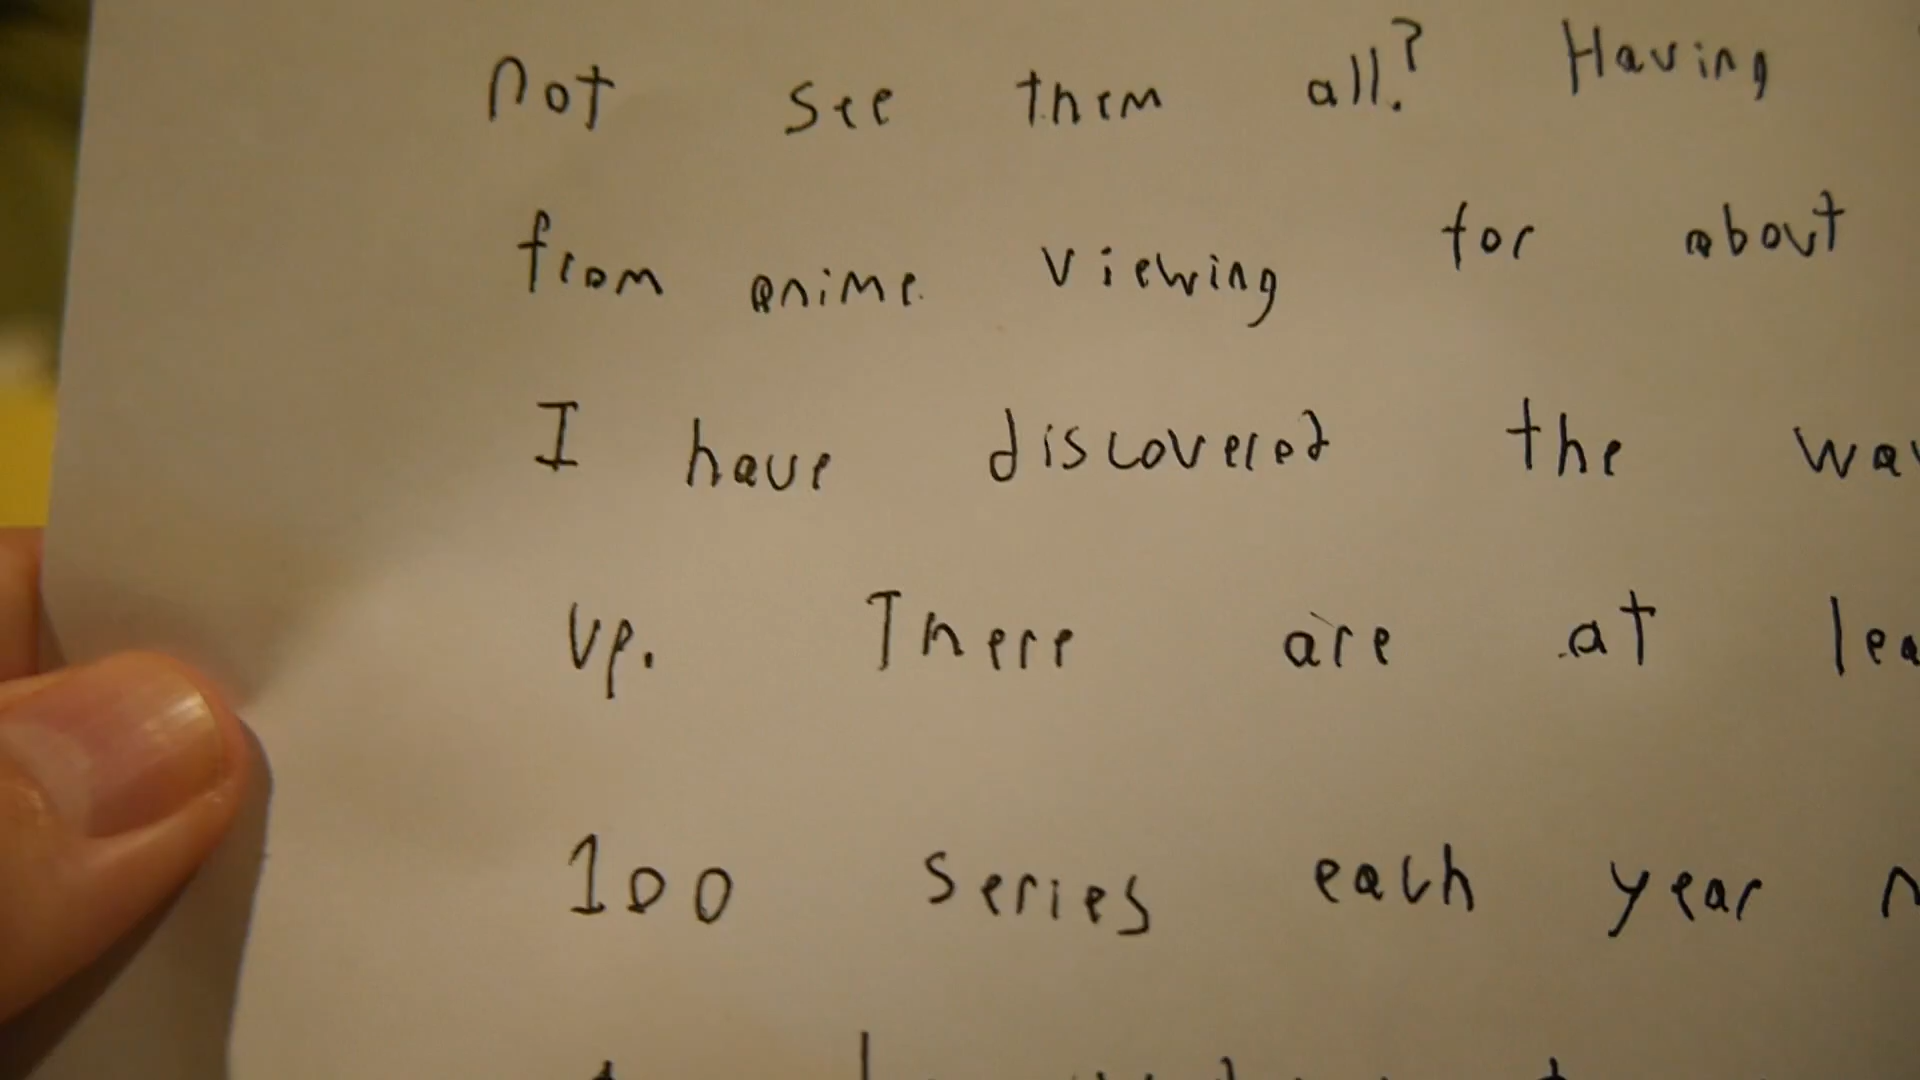 not see them all? Having
from anime viewing for about
I have discovered the
up. There are at
100 series each year